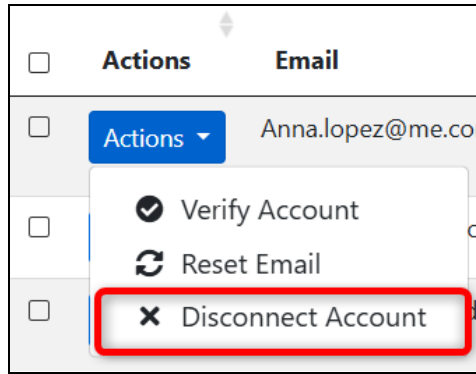 Actions Email
Actions Anna.lopez@me.co
Verify Account
Reset Email
Disconnect Account